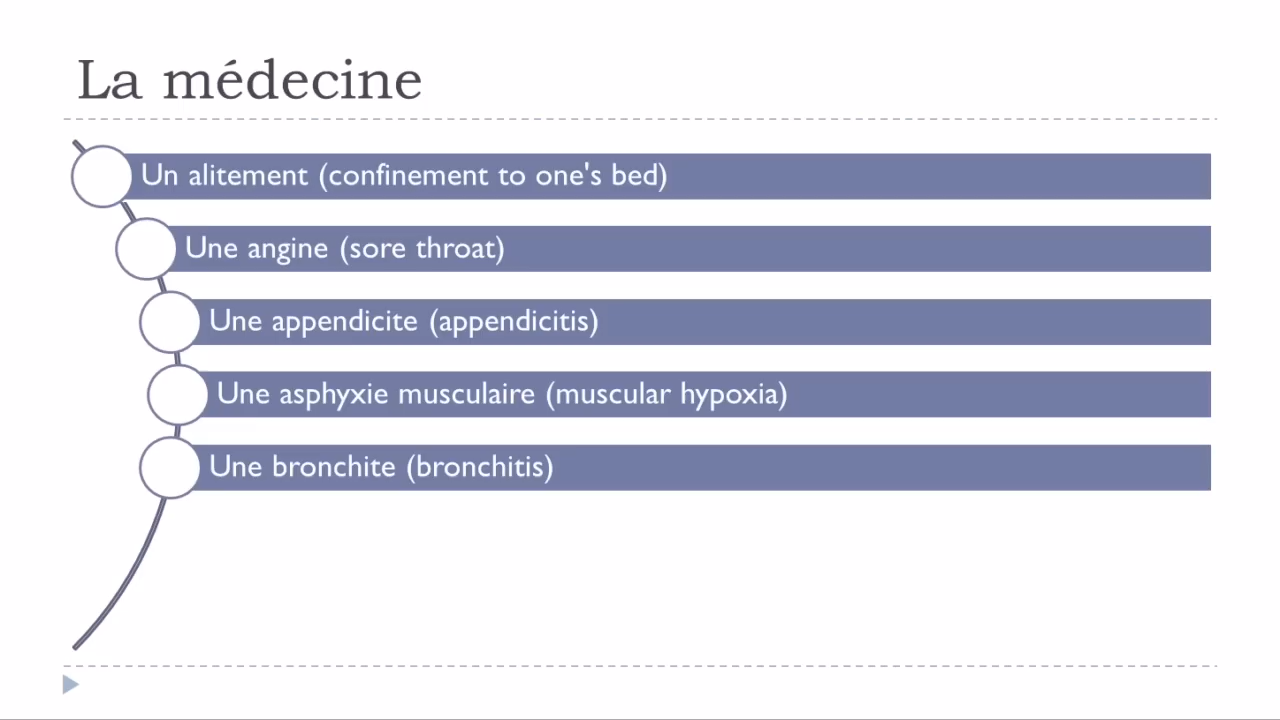 La médecine
Un alitement (confinement to one's bed)
Une angine (sore throat)
Une appendicite (appendicitis)
Une asphyxie musculaire (muscular hypoxia)
Une bronchite (bronchitis)